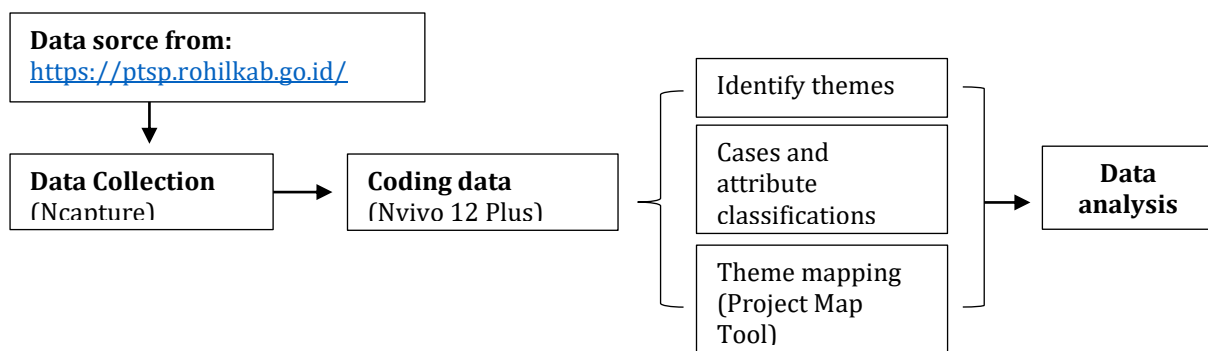 Data sorce from:
https://ptsp.rohilkab.go.id/
Data Collection
(Ncapture)
Coding data
(Nvivo 12 Plus)
Identify themes
Cases and
attribute
classifications
Theme mapping
(Project Map
Tool)
Data
analysis